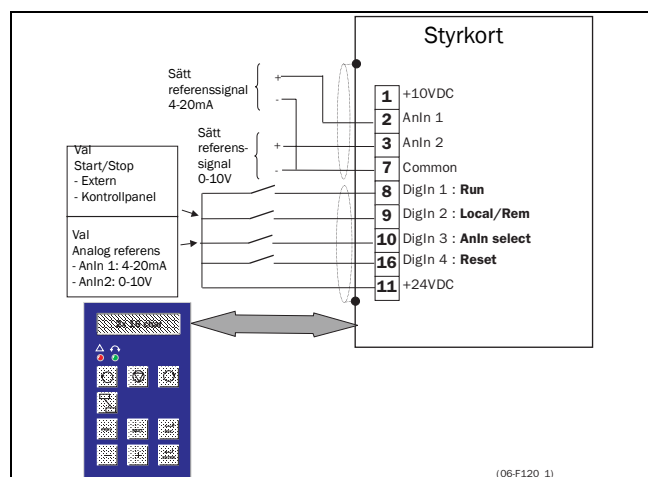 Styrkort
Sätt
referenssignal
4-20mA
+
-
Sätt
referens-
signal
0-10V
+
-
1 +10VDC
2 AnIn 1
3 AnIn 2
7 Common
8 DigIn 1 : Run
9 DigIn 2 : Local/Rem
10 DigIn 3 : AnIn select
16 DigIn 4 : Reset
11 +24VDC
Val
Start/Stop
- Extern
- Kontrollpanel
Val
Analog referens
- AnIn 1: 4-20mA
- AnIn2: 0-10V
2x 16 char
(06-F120_1)